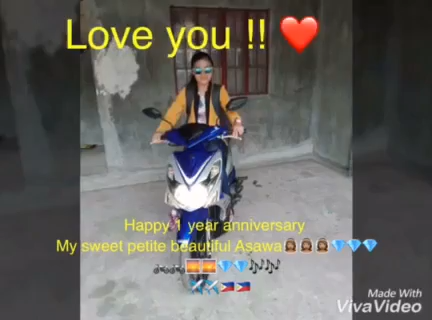 Love you !! ❤️
Happy 1 year anniversary
My sweet petite beautiful Asawa👰🏾👰🏾👰🏾💎💎💎
🏍🏍🏍🌅🌅💎💎🎶🎶
✈️✈️🇵🇭🇵🇭
Made With
VivaVideo